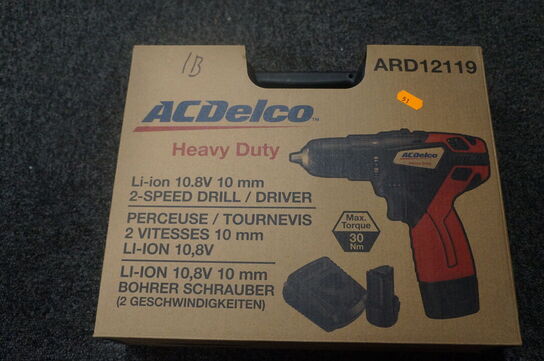 1B
ARD12119
51
ACDelco™
Heavy Duty
Li-ion 10.8V 10 mm
2-SPEED DRILL / DRIVER
PERCEUSE / TOURNEVIS
2 VITESSES 10 mm
LI-ION 10,8V
LI-ION 10,8V 10 mm
BOHRER SCHRAUBER
(2 GESCHWINDIGKEITEN)
Max.
Torque
30
Nm
ACDelco